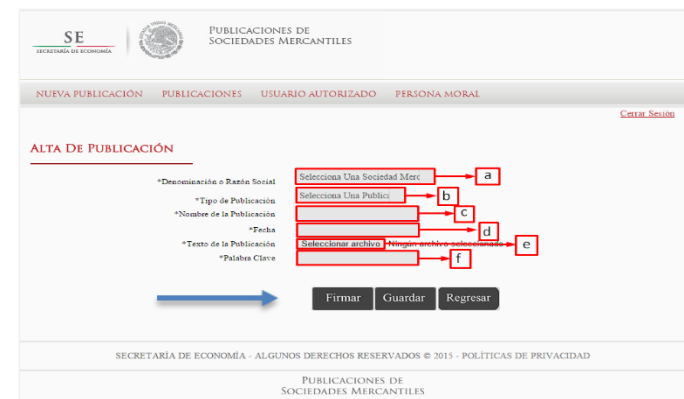 SE
SECRETARÍA DE ECONOMÍA
PUBLICACIONES DE
SOCIEDADES MERCANTILES
NUEVA PUBLICACIÓN PUBLICACIONES USUARIO AUTORIZADO PERSONA MORAL
Cerrar Sesión
ALTA DE PUBLICACIÓN
*Denominación o Razón Social Selecciona Una Sociedad Merc a
*Tipo de Publicación Selecciona Una Publici b
*Nombre de la Publicación c
*Fecha d
*Texto de la Publicación Seleccionar archivo Ningún archivo seleccionado e
*Palabra Clave f
Firmar Guardar Regresar
SECRETARÍA DE ECONOMÍA - ALGUNOS DERECHOS RESERVADOS © 2015 - POLÍTICAS DE PRIVACIDAD
PUBLICACIONES DE
SOCIEDADES MERCANTILES